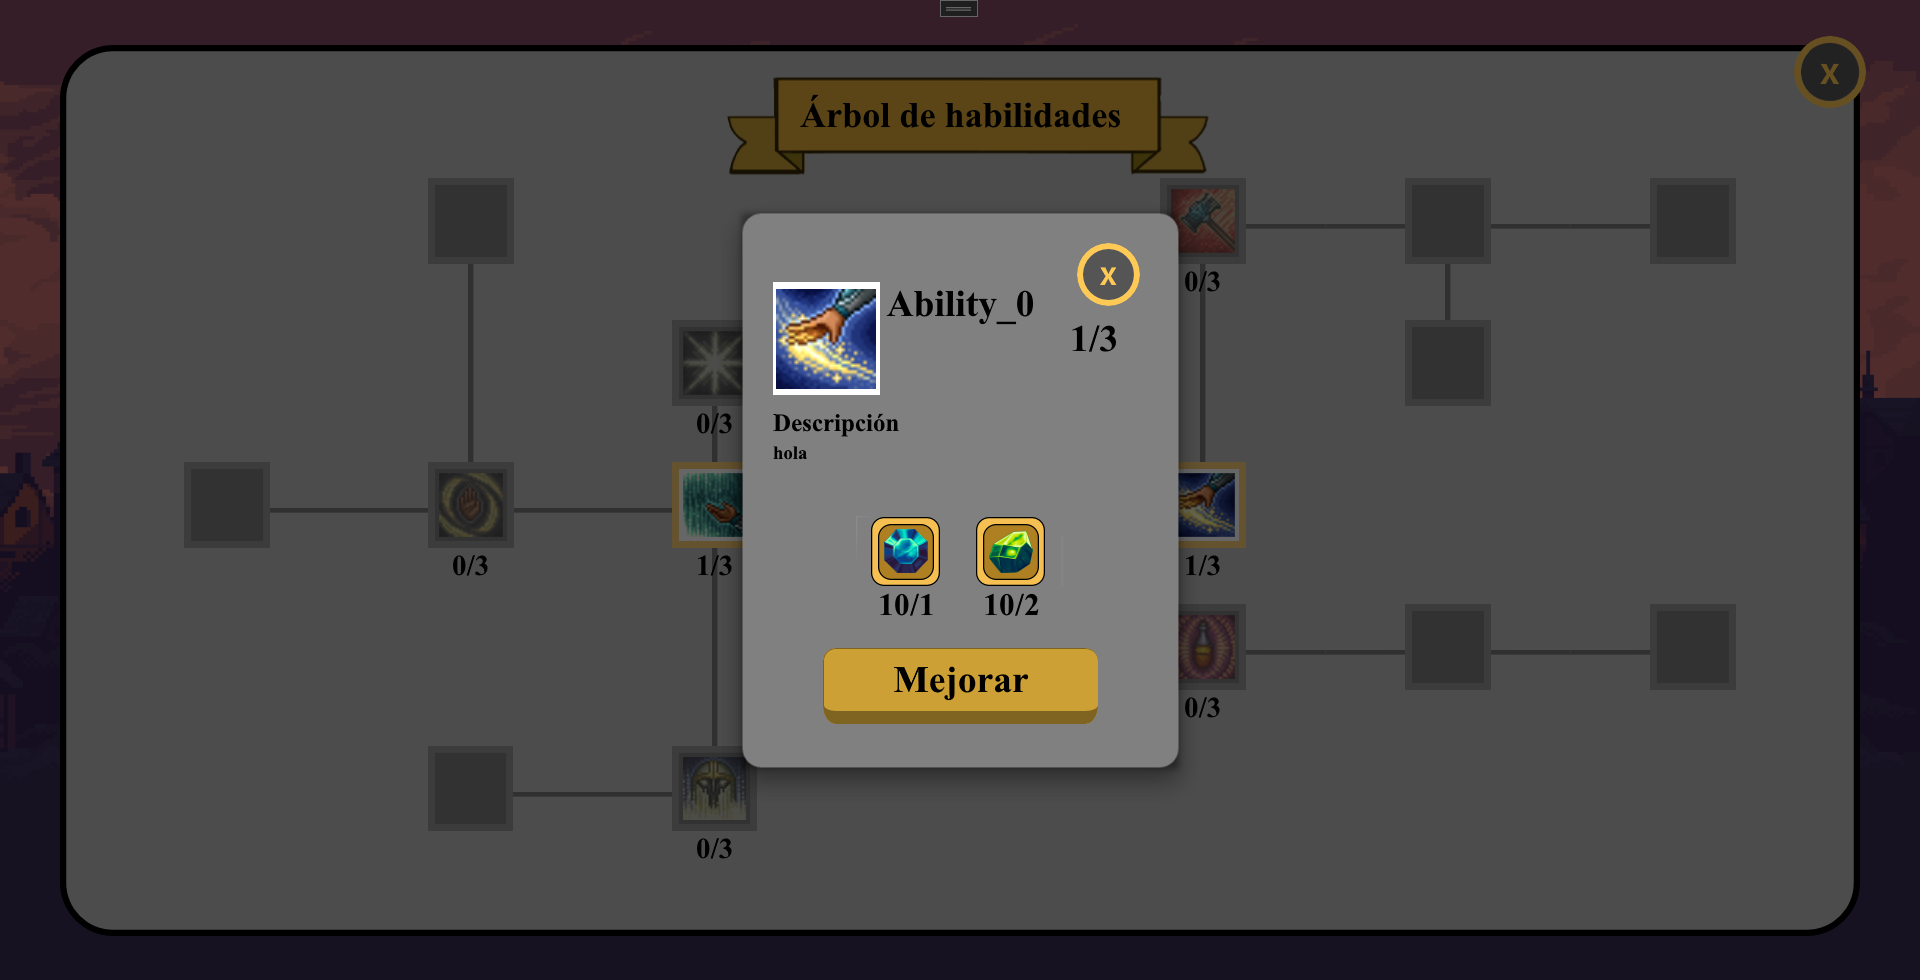 X
Árbol de habilidades
0/3
X
Ability_0
1/3
0/3
Descripción
hola
0/3
1/3
1/3
10/1
10/2
Mejorar
0/3
0/3